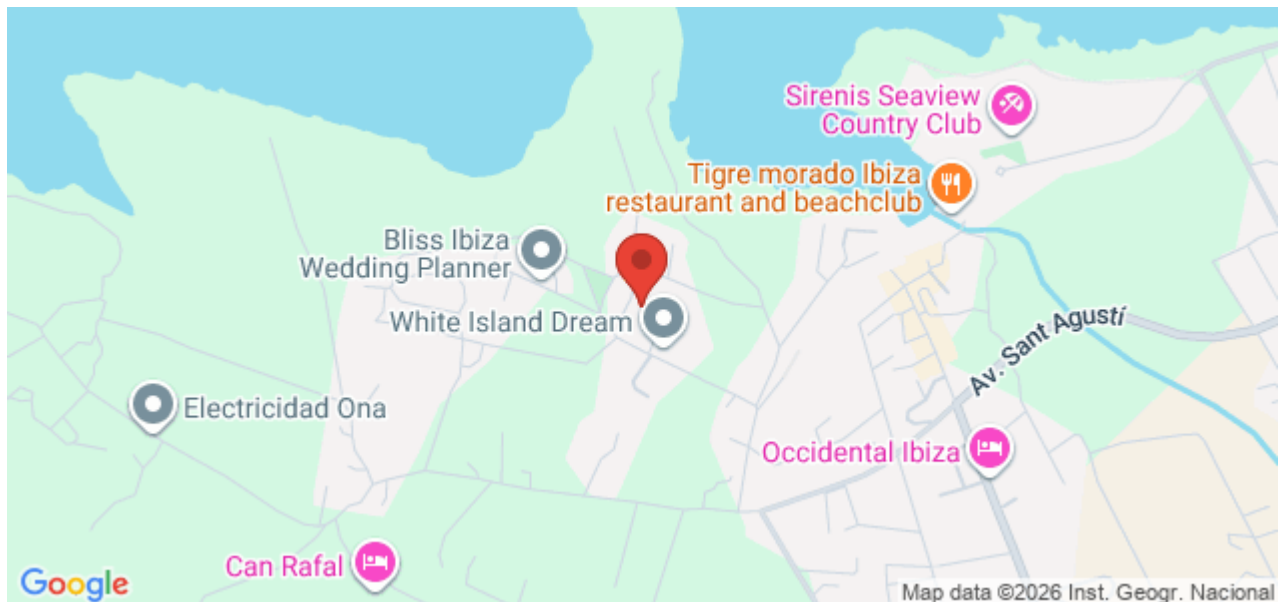 Sirenis Seaview
Country Club
Tigre morado Ibiza
restaurant and beachclub
Bliss Ibiza
Wedding Planner
White Island Dream
Av. Sant Agustí
Electricidad Ona
Occidental Ibiza
Can Rafal
Google
Map data ©2026 Inst. Geogr. Nacional